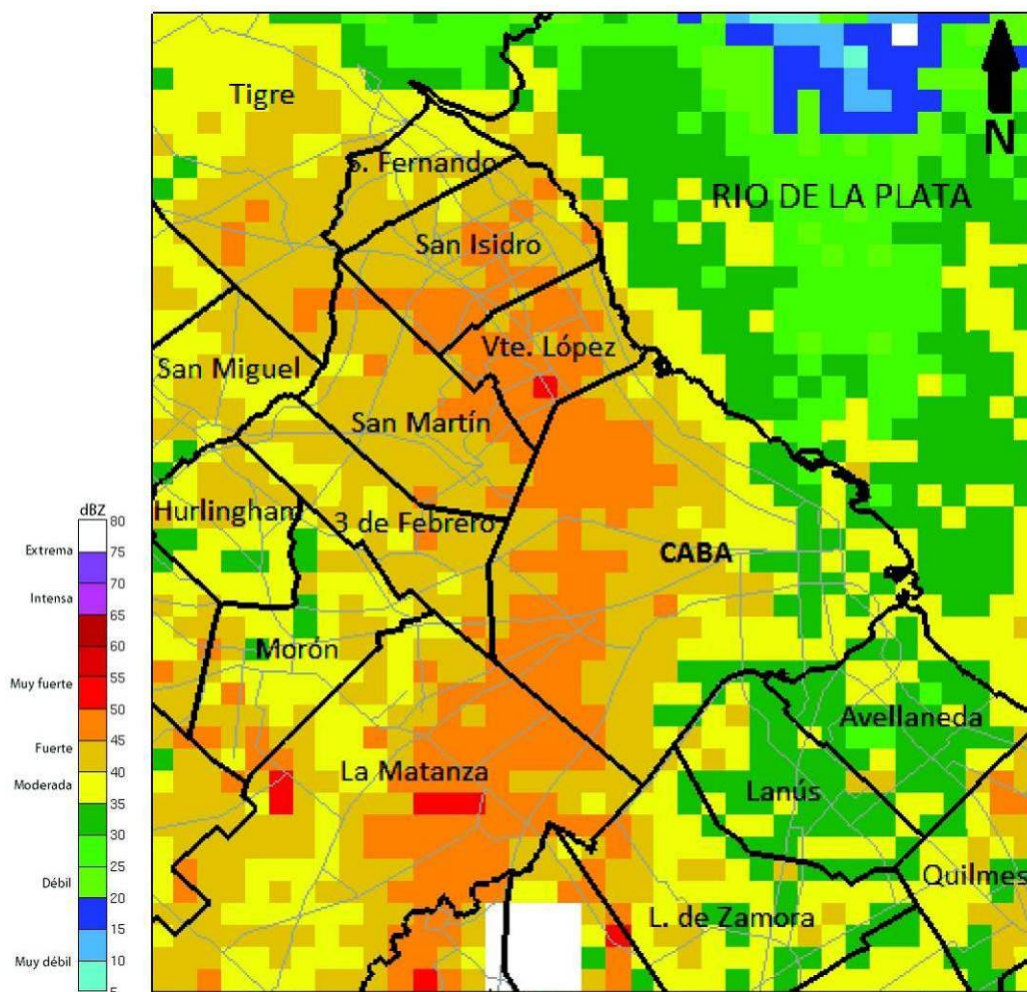 Tigre
S. Fernando
N
RIO DE LA PLATA
San Isidro
Vte. López
San Miguel
San Martín
Hurlingham
3 de Febrero
CABA
Morón
Avellaneda
La Matanza
Lanús
Quilmes
L. de Zamora
dBZ
80
Extrema
75
70
Intensa
65
60
55
Muy fuerte
50
45
Fuerte
40
Moderada
35
30
25
Débil
20
15
10
Muy débil
5